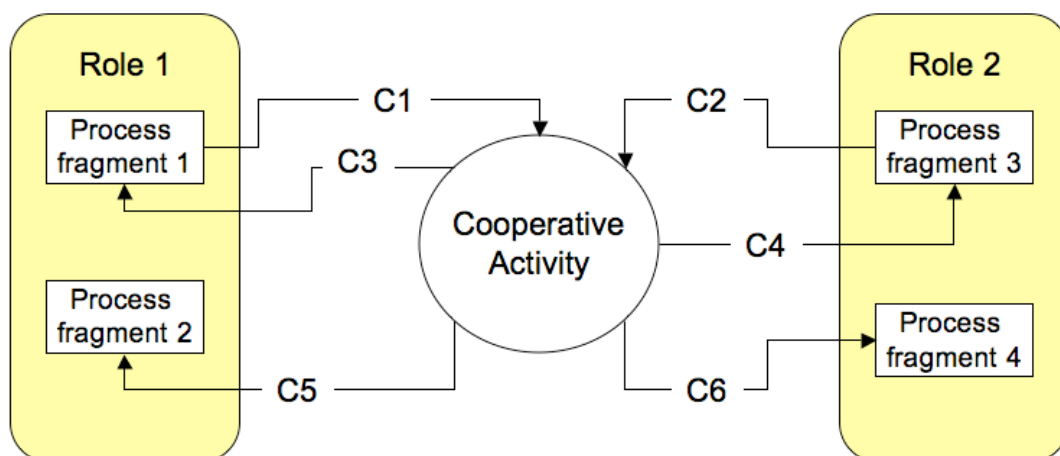 Role 1
Process
fragment 1
Process
fragment 2
C1
C3
C5
Cooperative
Activity
C2
C4
C6
Role 2
Process
fragment 3
Process
fragment 4